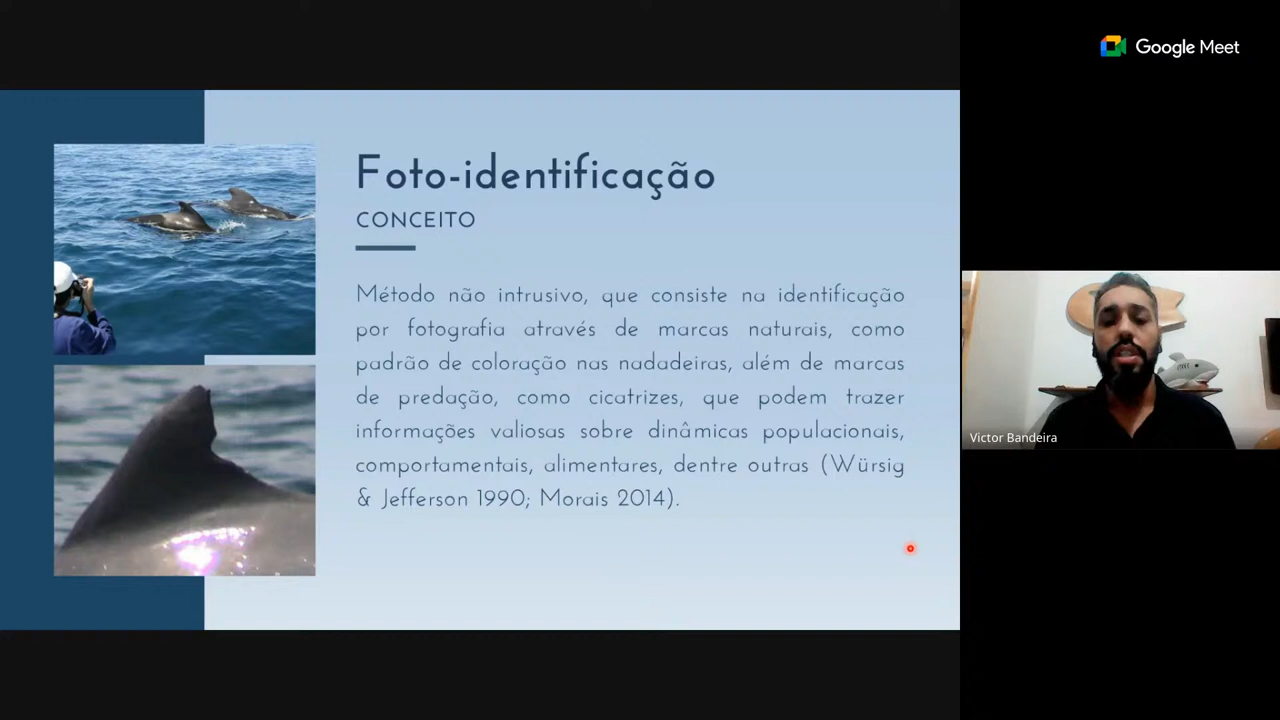 Google Meet
Foto-identificação
CONCEITO
Método não intrusivo, que consiste na identificação
por fotografia através de marcas naturais, como
padrão de coloração nas nadadeiras, além de marcas
de predação, como cicatrizes, que podem trazer
informações valiosas sobre dinâmicas populacionais,
comportamentais, alimentares, dentre outras (Würsig
& Jefferson 1990; Morais 2014).
Victor Bandeira